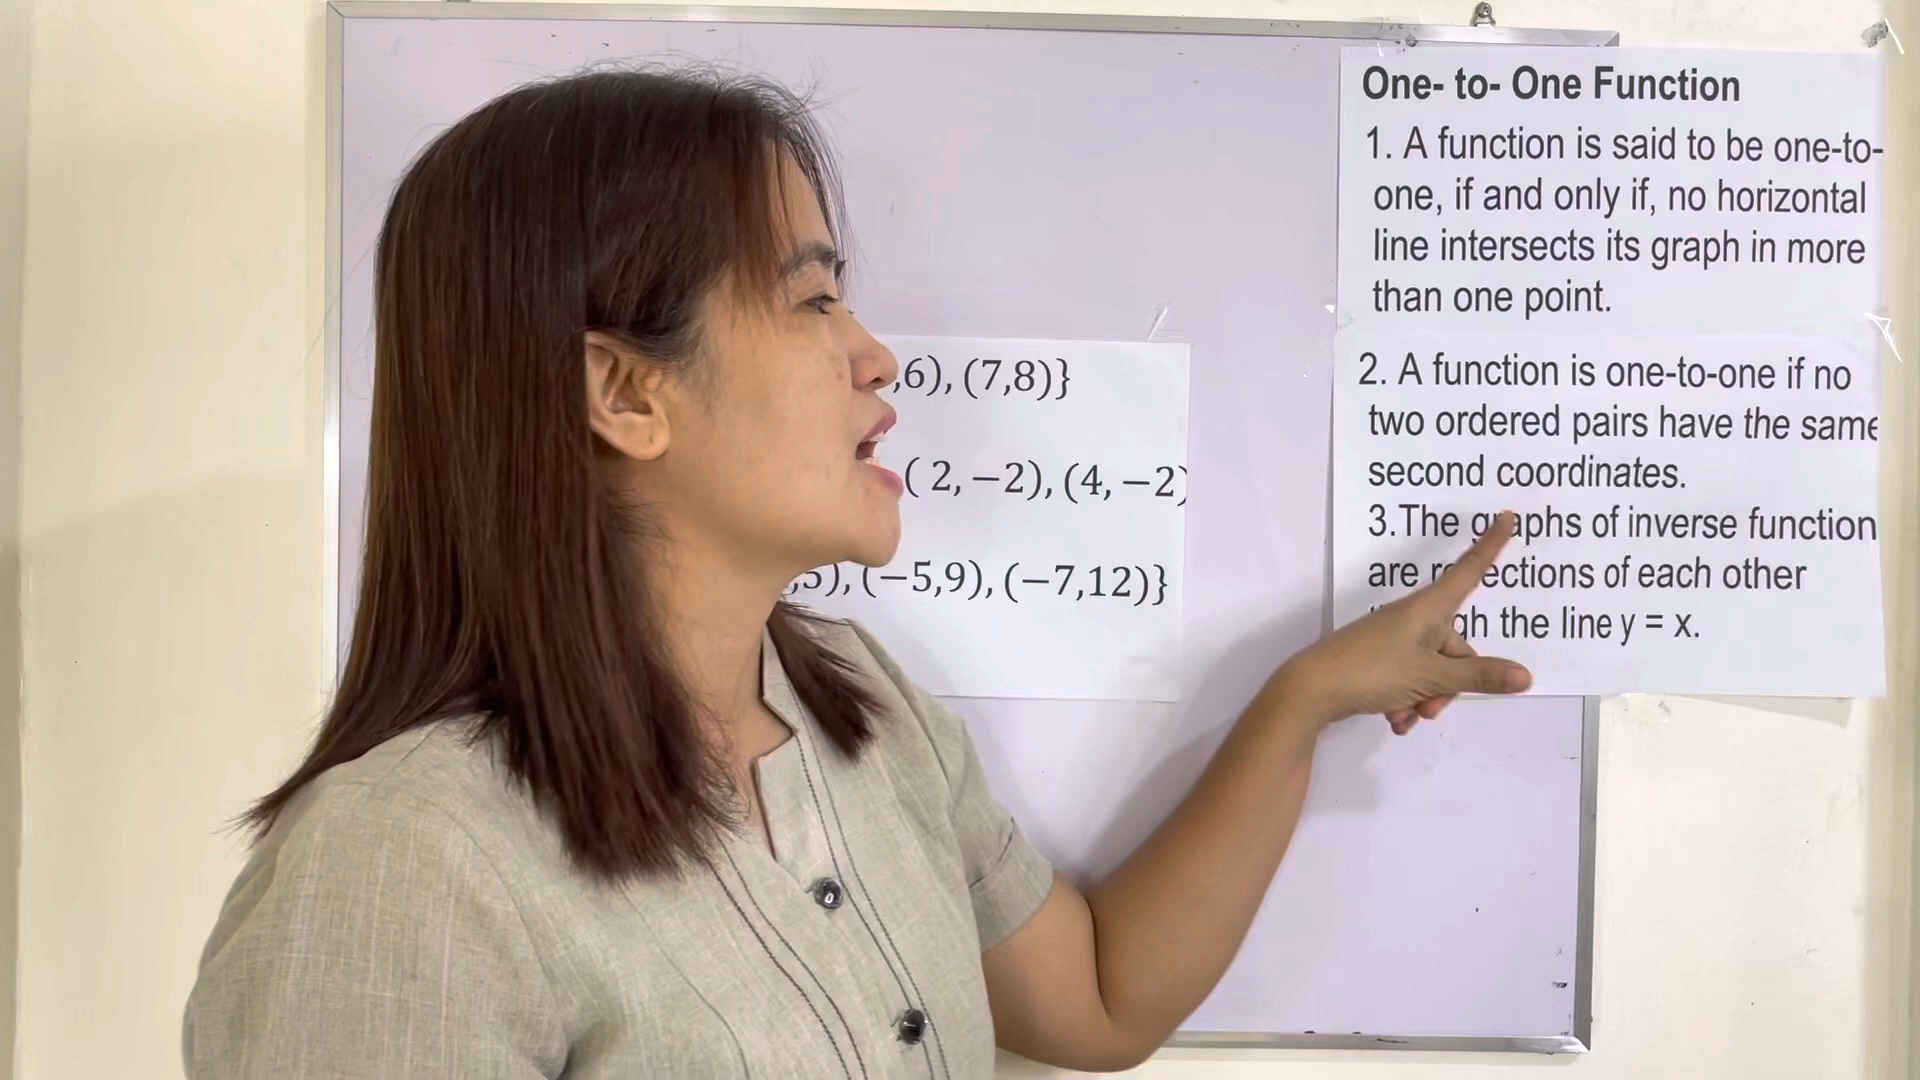 One- to- One Function
1. A function is said to be one-to-
one, if and only if, no horizontal
line intersects its graph in more
than one point.
2. A function is one-to-one if no
two ordered pairs have the same
second coordinates.
3.The graphs of inverse function
are reflections of each other
the line y = x.
,6), (7,8)}
( 2, −2), (4, −2)
,5), (−5,9), (−7,12)}